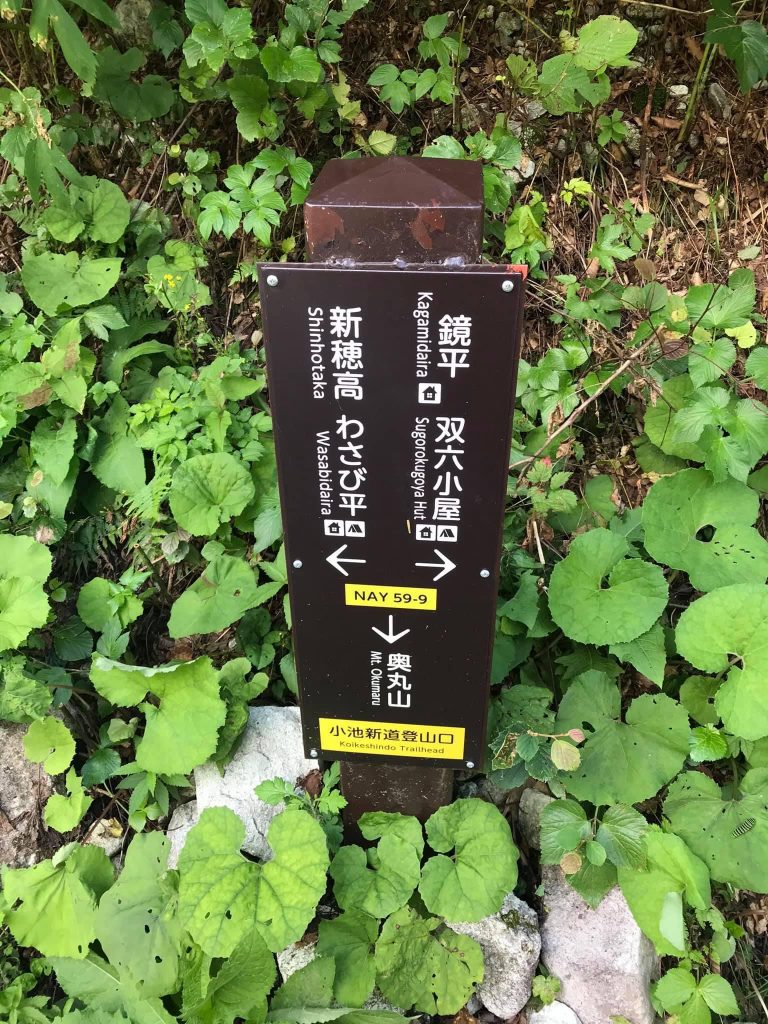 鏡平
Kagamidaira
双六小屋
Sugorokugoya Hut
新穂高
Shinhotaka
わさび平
Wasabidaira
NAY 59-9
奥丸山
Mt. Okumaru
小池新道登山口
Koikeshindo Trailhead